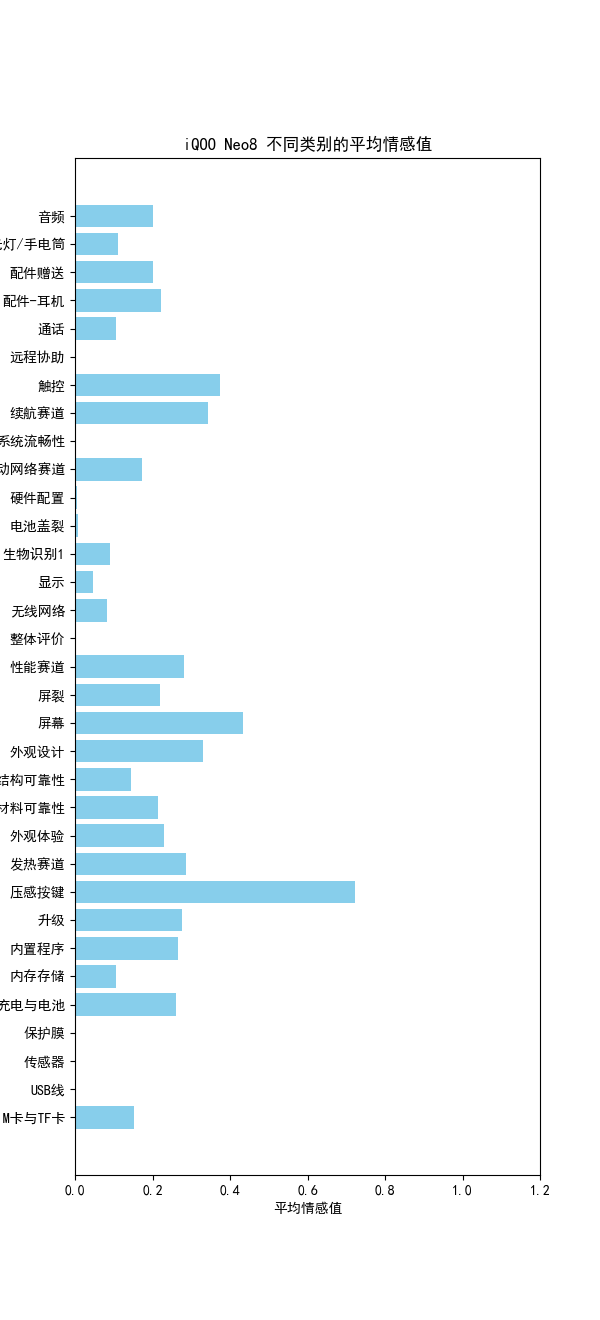 iQOO Neo8 不同类别的平均情感值
音频
灯/手电筒
配件赠送
配件-耳机
通话
远程协助
触控
续航赛道
系统流畅性
动网络赛道
硬件配置
电池盖裂
生物识别1
显示
无线网络
整体评价
性能赛道
屏裂
屏幕
外观设计
结构可靠性
材料可靠性
外观体验
发热赛道
压感按键
升级
内置程序
内存存储
充电与电池
保护膜
传感器
USB线
M卡与TF卡
0.0 0.2 0.4 0.6 0.8 1.0 1.2
平均情感值